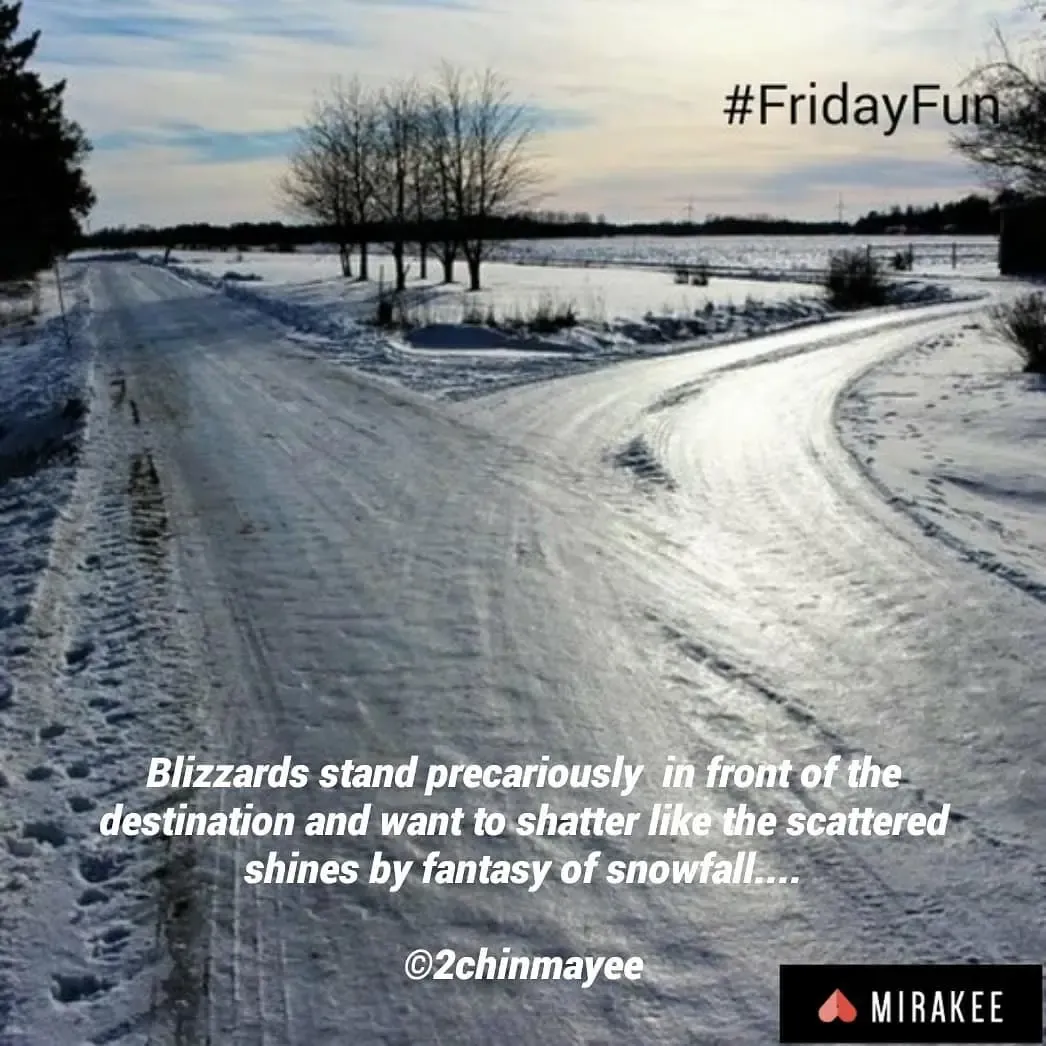 #FridayFun
Blizzards stand precariously in front of the
destination and want to shatter like the scattered
shines by fantasy of snowfall....
©2chinmayee
MIRAKEE